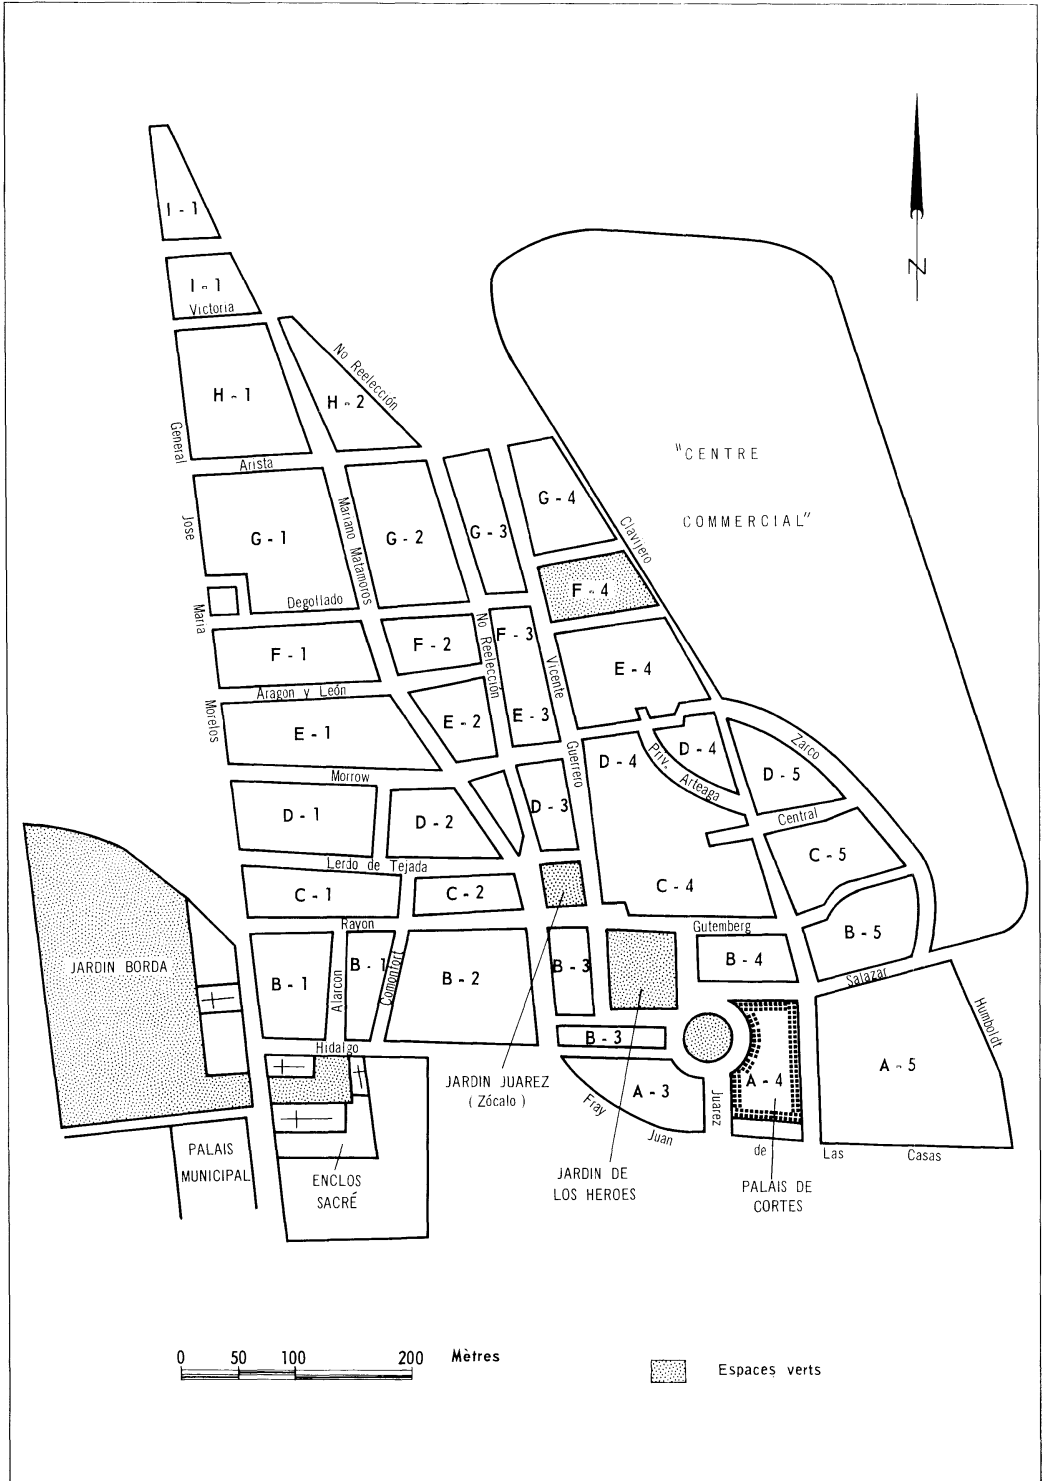 I - 1
I - 1
Victoria
No Reelección
H - 1
H - 2
General
Arista
"CENTRE
COMMERCIAL"
G - 4
Jose
Mariano Matamoros
G - 1
G - 2
G - 3
Clavijero
F - 4
Maria
Degollado
F - 1
F - 2
No Reelección
F - 3
Vicente
E - 4
Aragon y León
Morelos
E - 1
E - 2
E - 3
Guerrero
Zarco
Morrow
D - 4
Priv.
Arteaga
D - 4
D - 5
D - 1
D - 2
D - 3
Central
Lerdo de Tejada
C - 5
C - 1
C - 2
C - 4
Rayon
Gutemberg
B - 5
JARDIN BORDA
B - 1
Alarcon
B - 1
Comonfort
B - 2
B - 3
B - 4
Salazar
Humboldt
Hidalgo
B - 3
A - 5
JARDIN JUAREZ
( Zócalo )
A - 3
A - 4
Fray
Juan
Juarez
de
Las
Casas
PALAIS
MUNICIPAL
ENCLOS
SACRÉ
JARDIN DE
LOS HEROES
PALAIS DE
CORTES
N
0 50 100 200 Mètres
Espaces verts